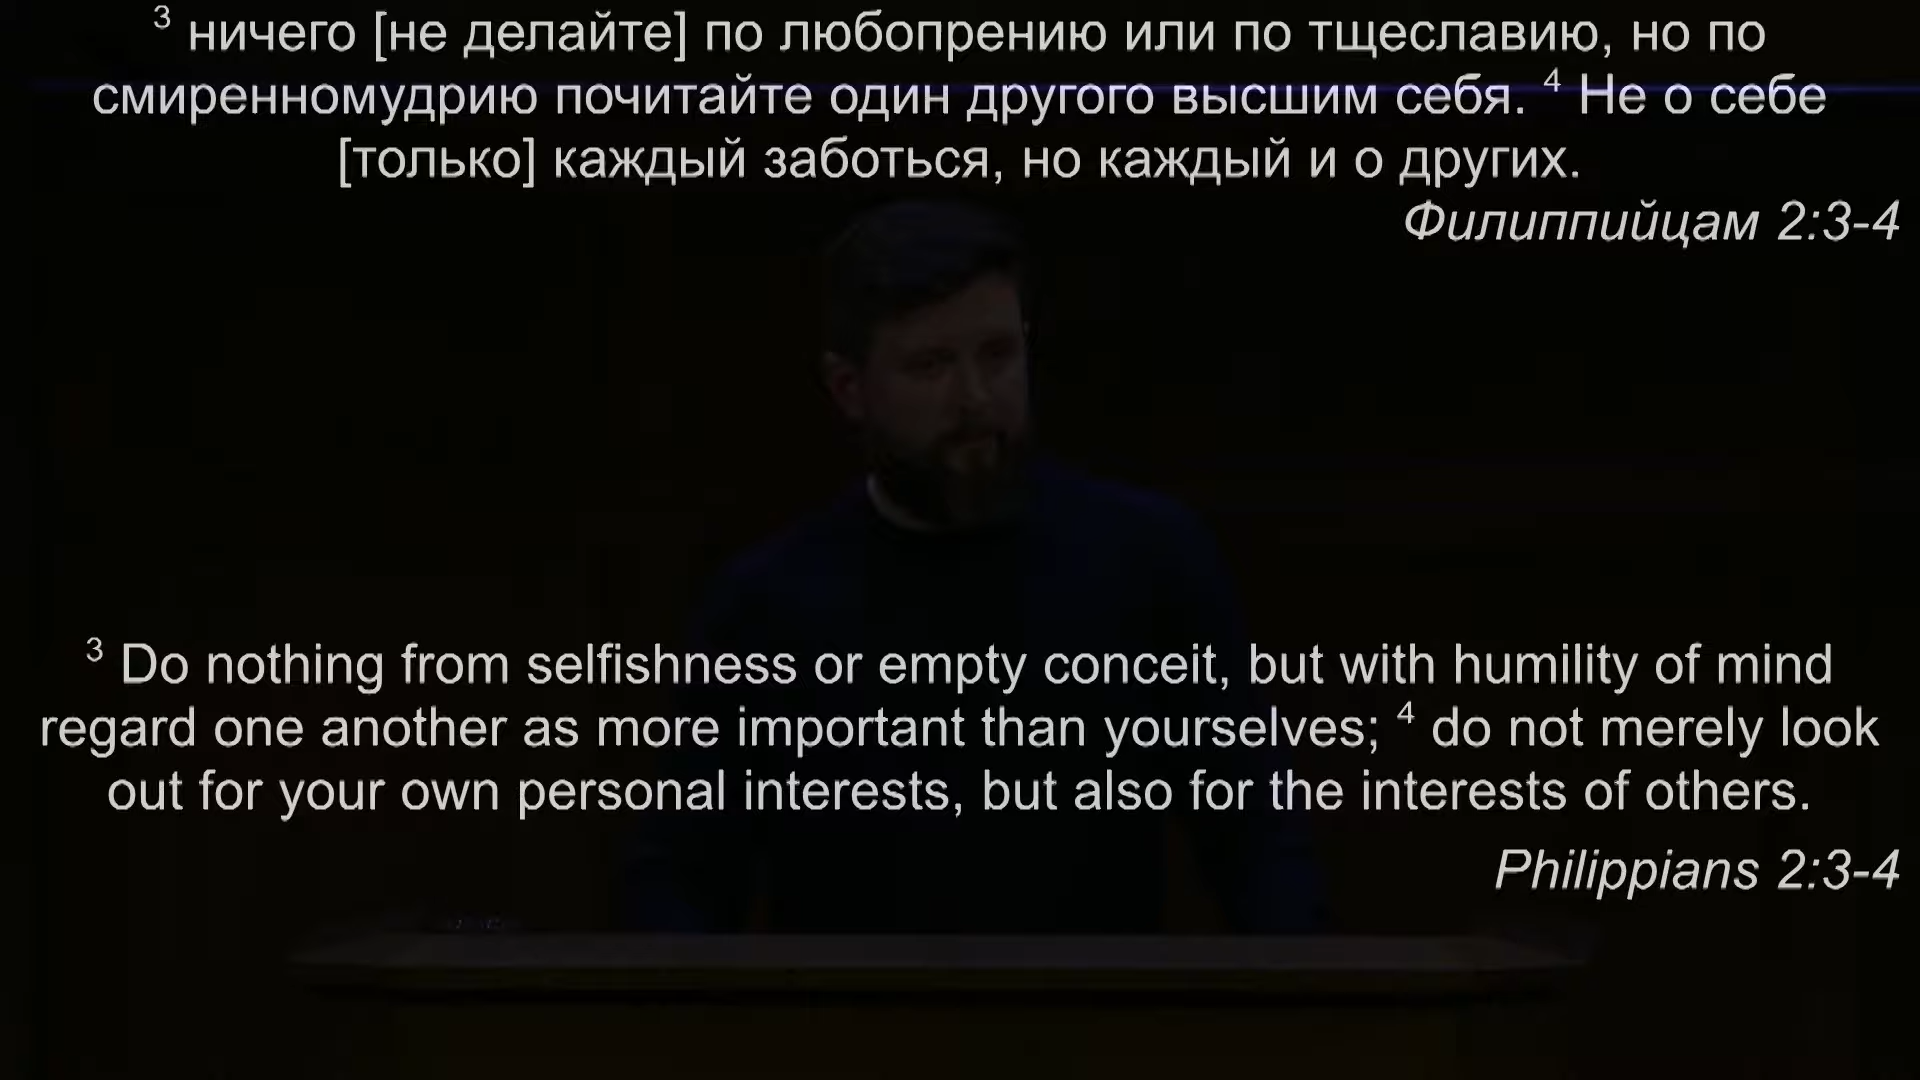 ³ ничего [не делайте] по любопрению или по тщеславию, но по
смиренномудрию почитайте один другого высшим себя. ⁴ Не о себе
[только] каждый заботься, но каждый и о других.
Филиппийцам 2:3-4
³ Do nothing from selfishness or empty conceit, but with humility of mind
regard one another as more important than yourselves; ⁴ do not merely look
out for your own personal interests, but also for the interests of others.
Philippians 2:3-4